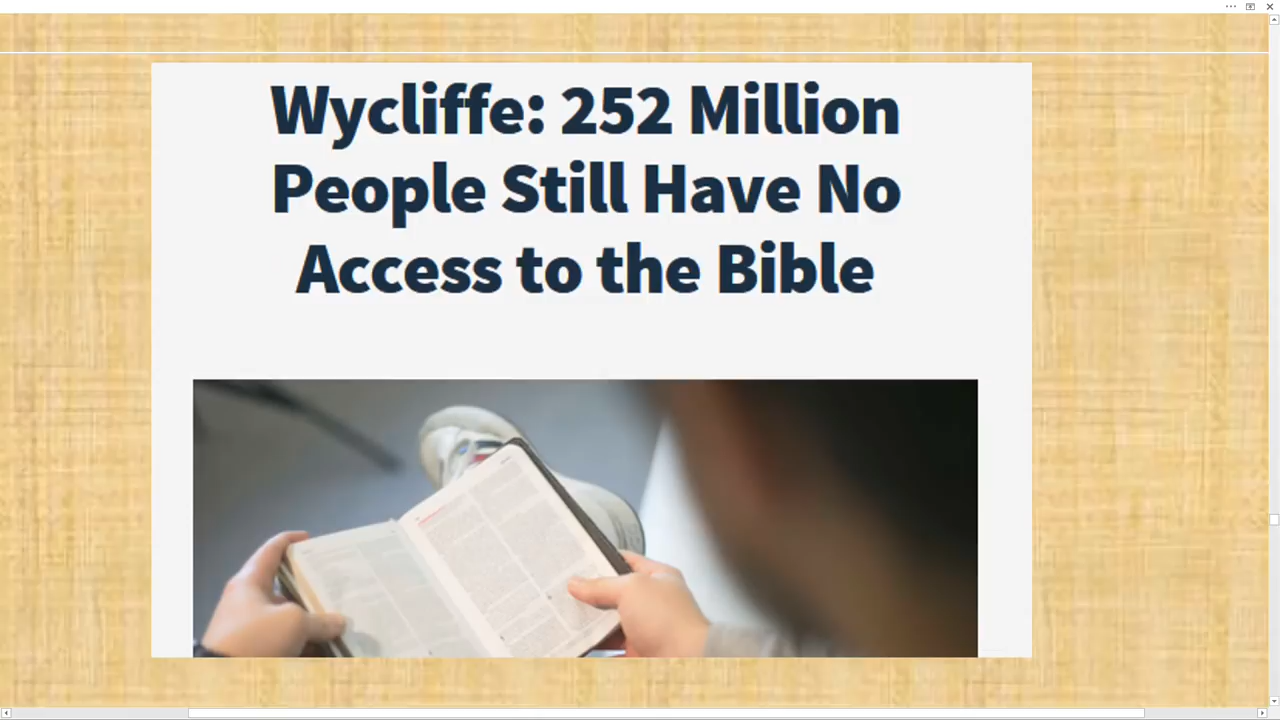 Wycliffe: 252 Million
People Still Have No
Access to the Bible